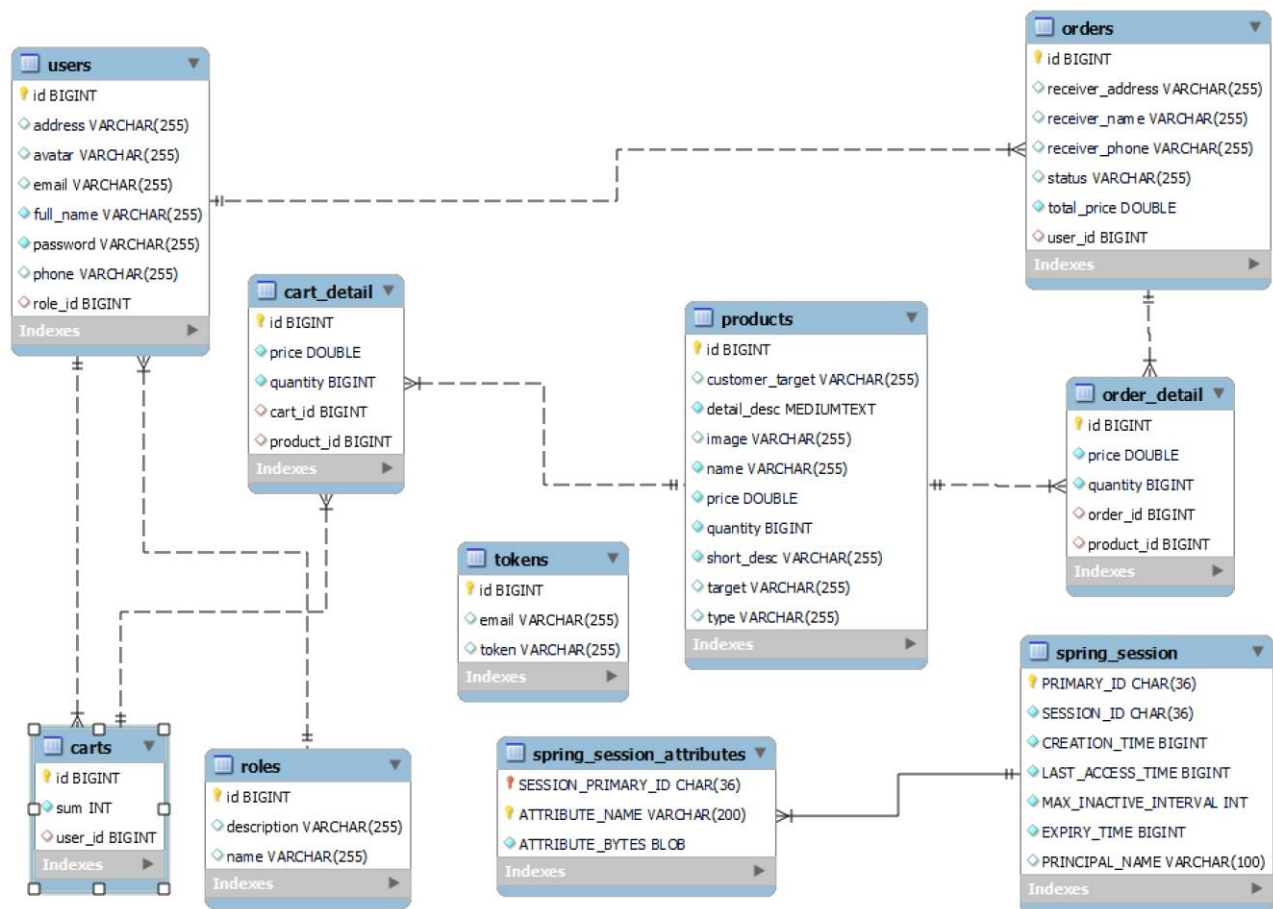 users
id BIGINT
address VARCHAR(255)
avatar VARCHAR(255)
email VARCHAR(255)
full_name VARCHAR(255)
password VARCHAR(255)
phone VARCHAR(255)
role_id BIGINT
Indexes
orders
id BIGINT
receiver_address VARCHAR(255)
receiver_name VARCHAR(255)
receiver_phone VARCHAR(255)
status VARCHAR(255)
total_price DOUBLE
user_id BIGINT
Indexes
cart_detail
id BIGINT
price DOUBLE
quantity BIGINT
cart_id BIGINT
product_id BIGINT
Indexes
products
id BIGINT
customer_target VARCHAR(255)
detail_desc MEDIUMTEXT
image VARCHAR(255)
name VARCHAR(255)
price DOUBLE
quantity BIGINT
short_desc VARCHAR(255)
target VARCHAR(255)
type VARCHAR(255)
Indexes
order_detail
id BIGINT
price DOUBLE
quantity BIGINT
order_id BIGINT
product_id BIGINT
Indexes
tokens
id BIGINT
email VARCHAR(255)
token VARCHAR(255)
Indexes
spring_session
PRIMARY_ID CHAR(36)
SESSION_ID CHAR(36)
CREATION_TIME BIGINT
LAST_ACCESS_TIME BIGINT
MAX_INACTIVE_INTERVAL INT
EXPIRY_TIME BIGINT
PRINCIPAL_NAME VARCHAR(100)
Indexes
carts
id BIGINT
sum INT
user_id BIGINT
Indexes
roles
id BIGINT
description VARCHAR(255)
name VARCHAR(255)
Indexes
spring_session_attributes
SESSION_PRIMARY_ID CHAR(36)
ATTRIBUTE_NAME VARCHAR(200)
ATTRIBUTE_BYTES BLOB
Indexes